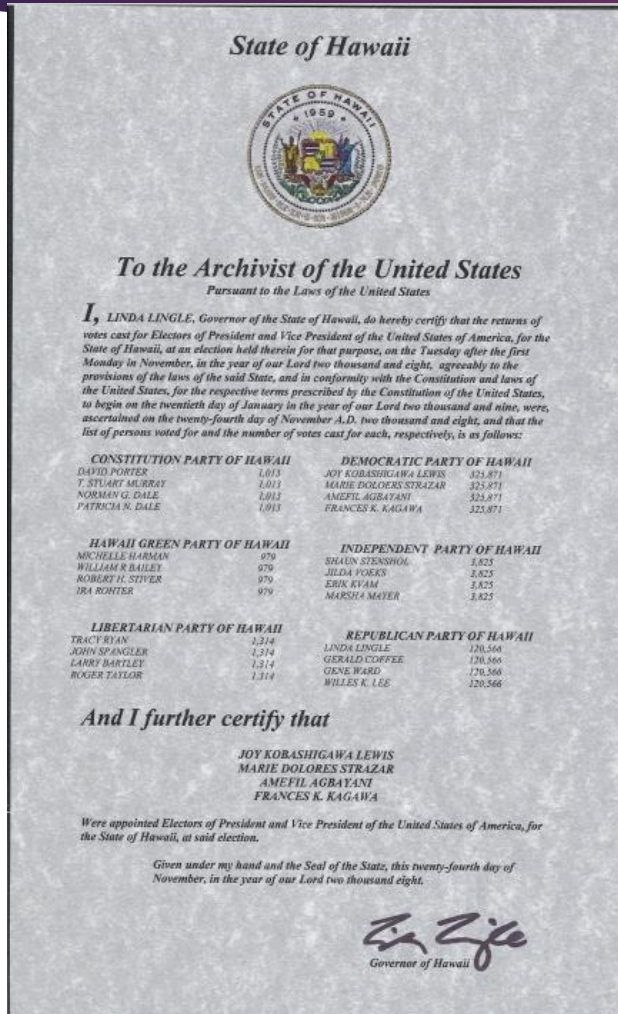 State of Hawaii
STATE OF HAWAII
1959
To the Archivist of the United States
Pursuant to the Laws of the United States
I, LINDA LINGLE, Governor of the State of Hawaii, do hereby certify that the returns of
votes cast for Electors of President and Vice President of the United States of America, for the
State of Hawaii, at an election held therein for that purpose, on the Tuesday after the first
Monday in November, in the year of our Lord two thousand and eight, agreeably to the
provisions of the laws of the said State, and in conformity with the Constitution and laws of
the United States, for the respective terms prescribed by the Constitution of the United States,
to begin on the twentieth day of January in the year of our Lord two thousand and nine, were,
ascertained on the twenty-fourth day of November A.D. two thousand and eight, and that the
list of persons voted for and the number of votes cast for each, respectively, is as follows:
CONSTITUTION PARTY OF HAWAII
DAVID PORTER 1,013
T. STUART MURRAY 1,013
NORMAN G. DALE 1,013
PATRICIA N. DALE 1,013
DEMOCRATIC PARTY OF HAWAII
JOY KOBASHIGAWA LEWIS 325,871
MARIE DOLOERS STRAZAR 325,871
AMEFIL AGBAYANI 325,871
FRANCES K. KAGAWA 325,871
HAWAII GREEN PARTY OF HAWAII
MICHELLE HARMAN 979
WILLIAM R BAILEY 979
ROBERT H. STIVER 979
IRA ROHTER 979
INDEPENDENT PARTY OF HAWAII
SHAUN STENSHOL 3,825
JILDA VOEKS 3,825
ERIK KVAM 3,825
MARSHA MAYER 3,825
LIBERTARIAN PARTY OF HAWAII
TRACY RYAN 1,314
JOHN SPANGLER 1,314
LARRY BARTLEY 1,314
ROGER TAYLOR 1,314
REPUBLICAN PARTY OF HAWAII
LINDA LINGLE 120,566
GERALD COFFEE 120,566
GENE WARD 120,566
WILLES K. LEE 120,566
And I further certify that
JOY KOBASHIGAWA LEWIS
MARIE DOLORES STRAZAR
AMEFIL AGBAYANI
FRANCES K. KAGAWA
Were appointed Electors of President and Vice President of the United States of America, for
the State of Hawaii, at said election.
Given under my hand and the Seal of the State, this twenty-fourth day of
November, in the year of our Lord two thousand eight.
Governor of Hawaii